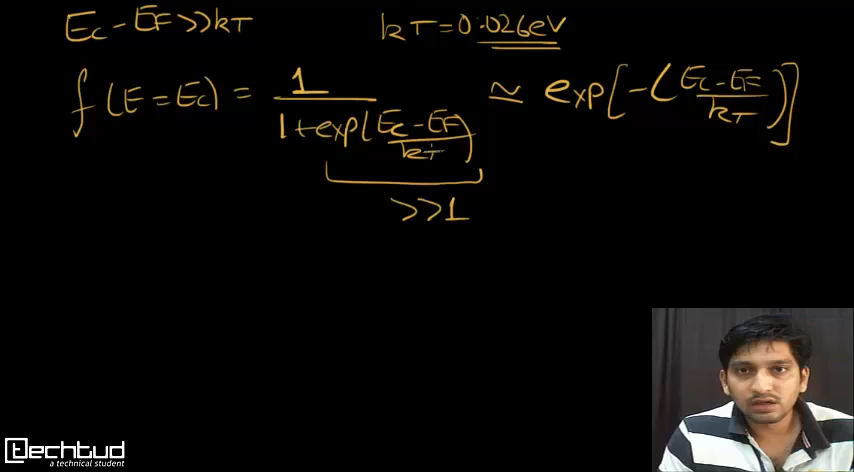 Ec - EF >> kT kT = 0.026eV
f(E = Ec) = 1 / 1 + exp(Ec - EF / kT) ≃ exp[-(Ec - EF / kT)]
>> 1
techtud
a technical student